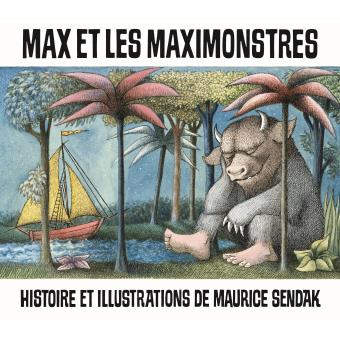 MAX ET LES MAXIMONSTRES
HISTOIRE ET ILLUSTRATIONS DE MAURICE SENDAK